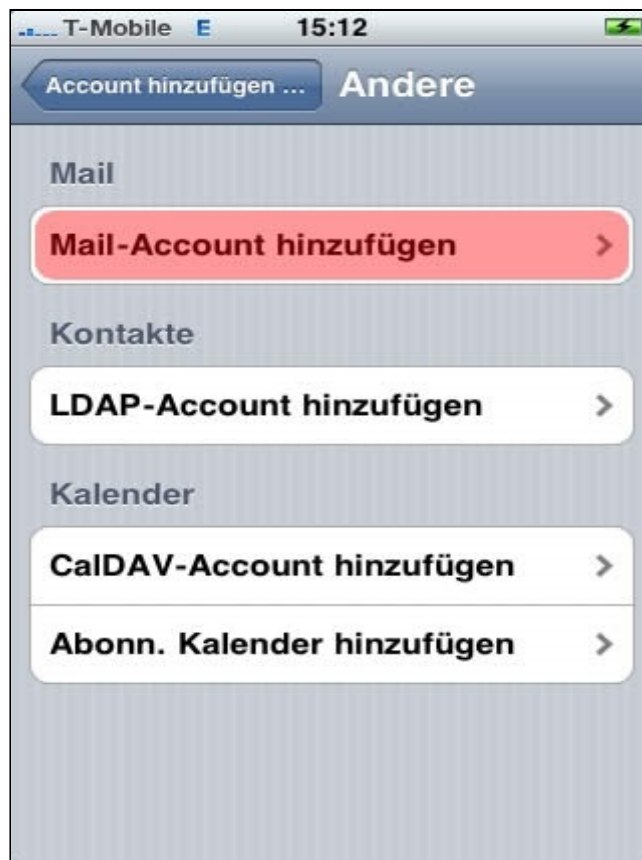 T-Mobile E 15:12
Account hinzufügen ... Andere
Mail
Mail-Account hinzufügen
Kontakte
LDAP-Account hinzufügen
Kalender
CalDAV-Account hinzufügen
Abonn. Kalender hinzufügen